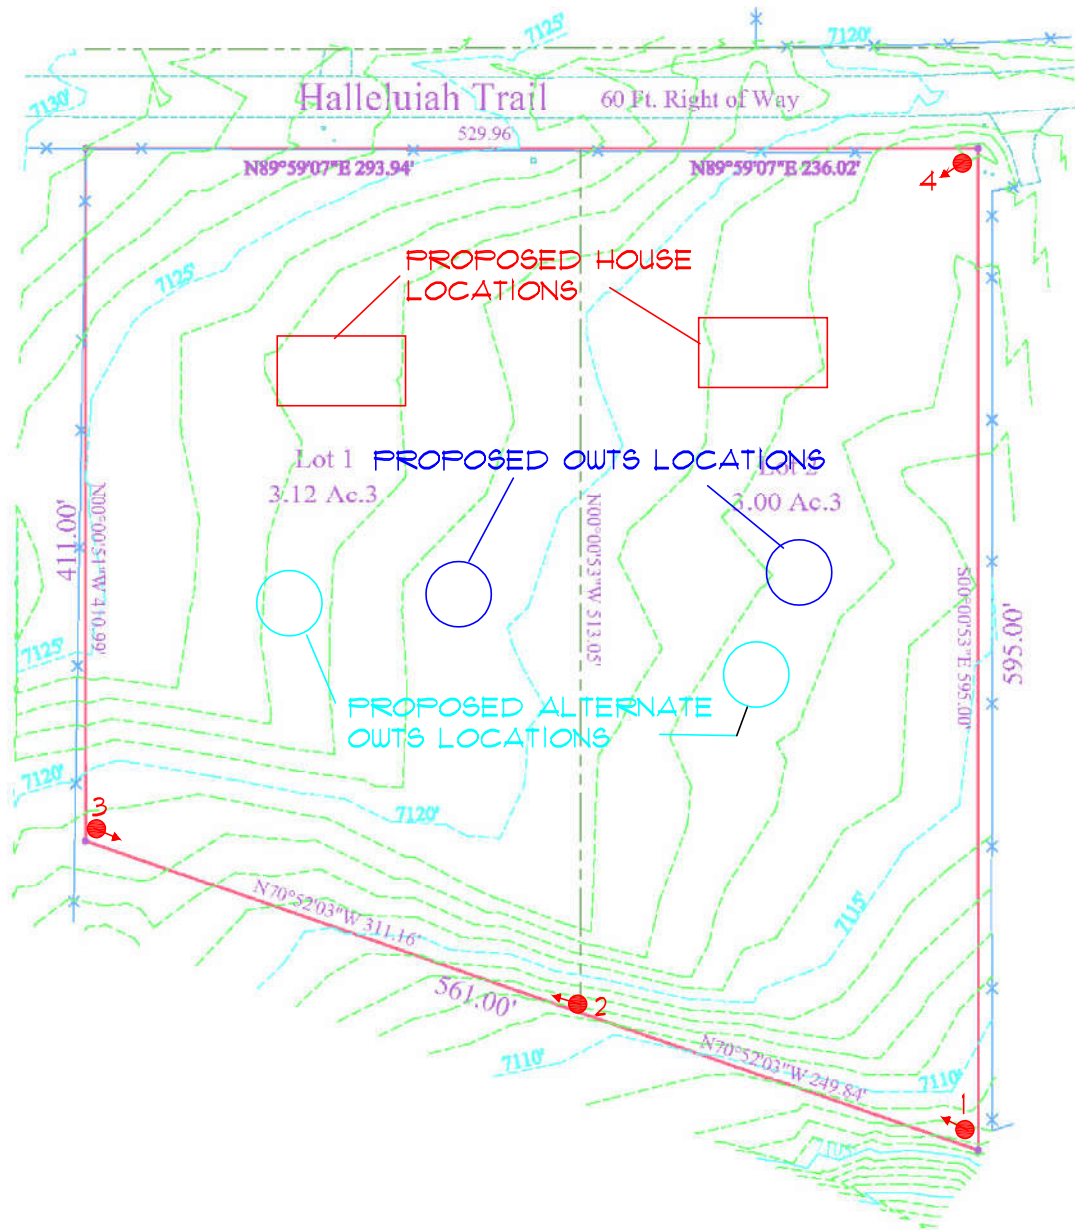 7125'
7120'
7130'
Halleluiah Trail
60 Ft. Right of Way
529.96
N89°59'07"E 293.94'
N89°59'07"E 236.02'
4
7125'
PROPOSED HOUSE
LOCATIONS
Lot 1
3.12 Ac.3
PROPOSED OWTS LOCATIONS
Lot 2
3.00 Ac.3
411.00'
N00°00'51"W 410.99'
N00°00'53"W 513.05'
S00°00'53"E 595.00'
595.00'
7125'
PROPOSED ALTERNATE
OWTS LOCATIONS
7120'
3
7120'
N70°52'03"W 311.16'
7115'
561.00'
2
N70°52'03"W 249.84'
7110'
7110'
1
7105'